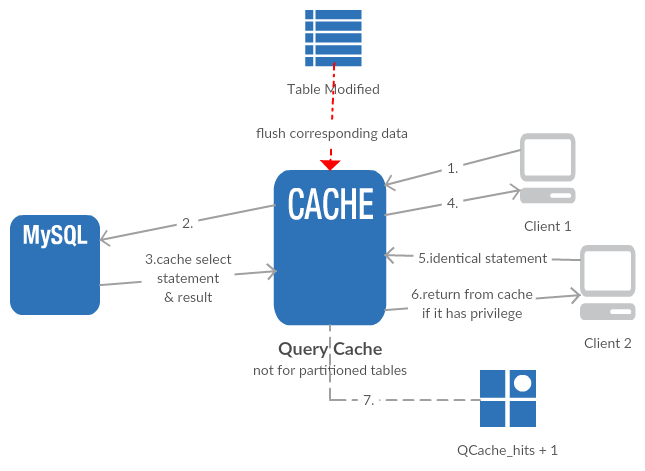 Table Modified
flush corresponding data
CACHE
1.
4.
Client 1
MySQL
2.
3.cache select
statement
& result
5.identical statement
6.return from cache
if it has privilege
Client 2
Query Cache
not for partitioned tables
7.
QCache_hits + 1